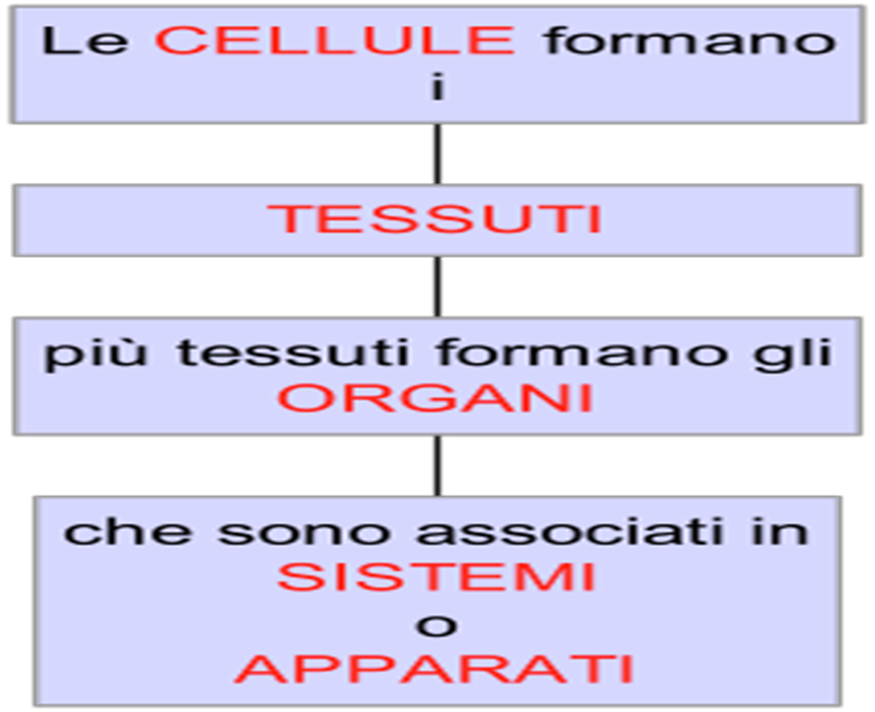 Le CELLULE formano
i
TESSUTI
più tessuti formano gli
ORGANI
che sono associati in
SISTEMI
o
APPARATI